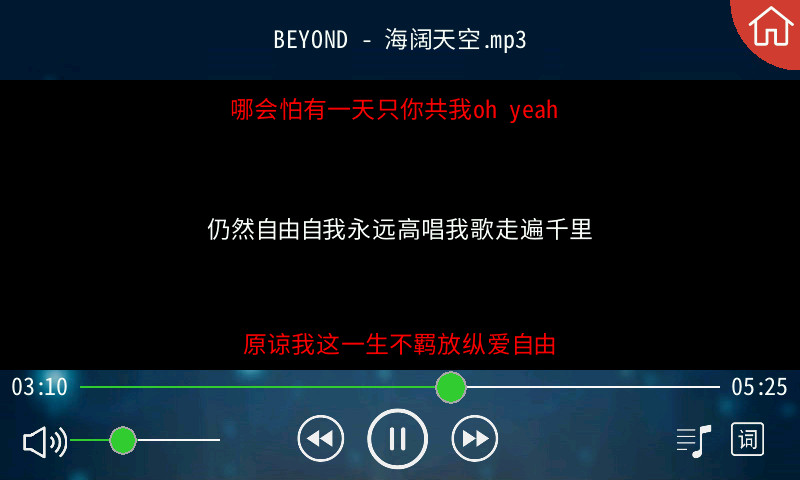 BEYOND - 海阔天空.mp3
哪会怕有一天只你共我oh yeah
仍然自由自我永远高唱我歌走遍千里
原谅我这一生不羁放纵爱自由
03:10
05:25
词